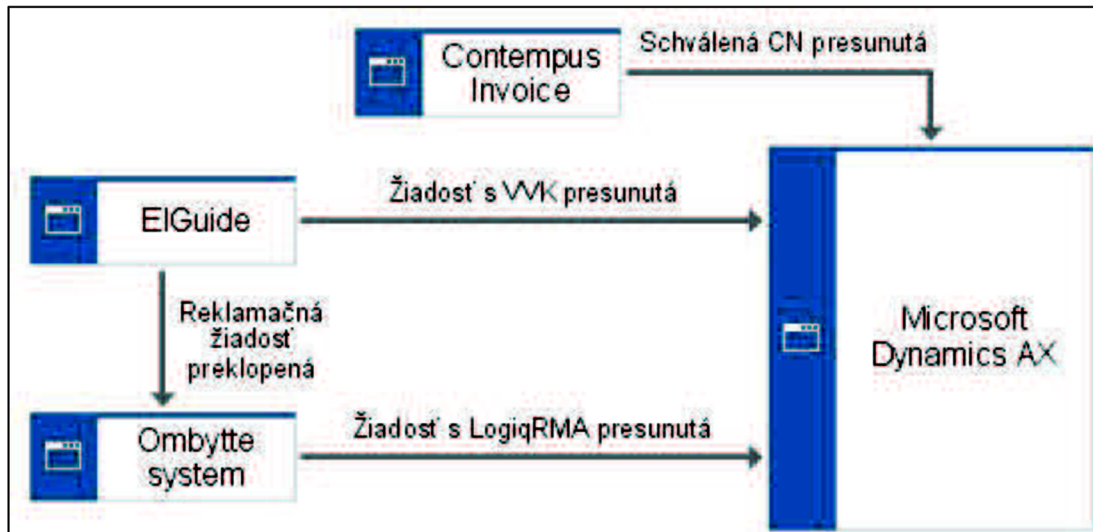 Contempus
Invoice
Schválená CN presunutá
ElGuide
Žiadosť s VVK presunutá
Microsoft
Dynamics AX
Reklamačná
žiadosť
preklopená
Ombytte
system
Žiadosť s LogiqRMA presunutá